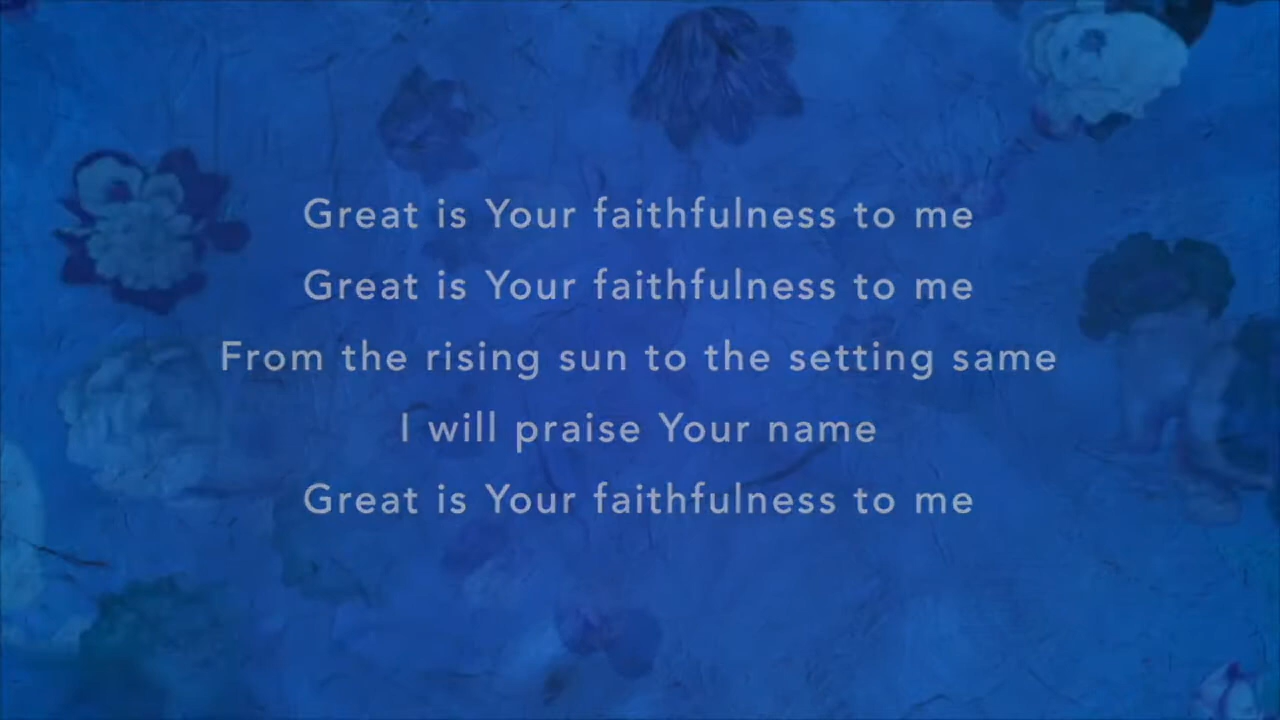 Great is Your faithfulness to me
Great is Your faithfulness to me
From the rising sun to the setting same
I will praise Your name
Great is Your faithfulness to me